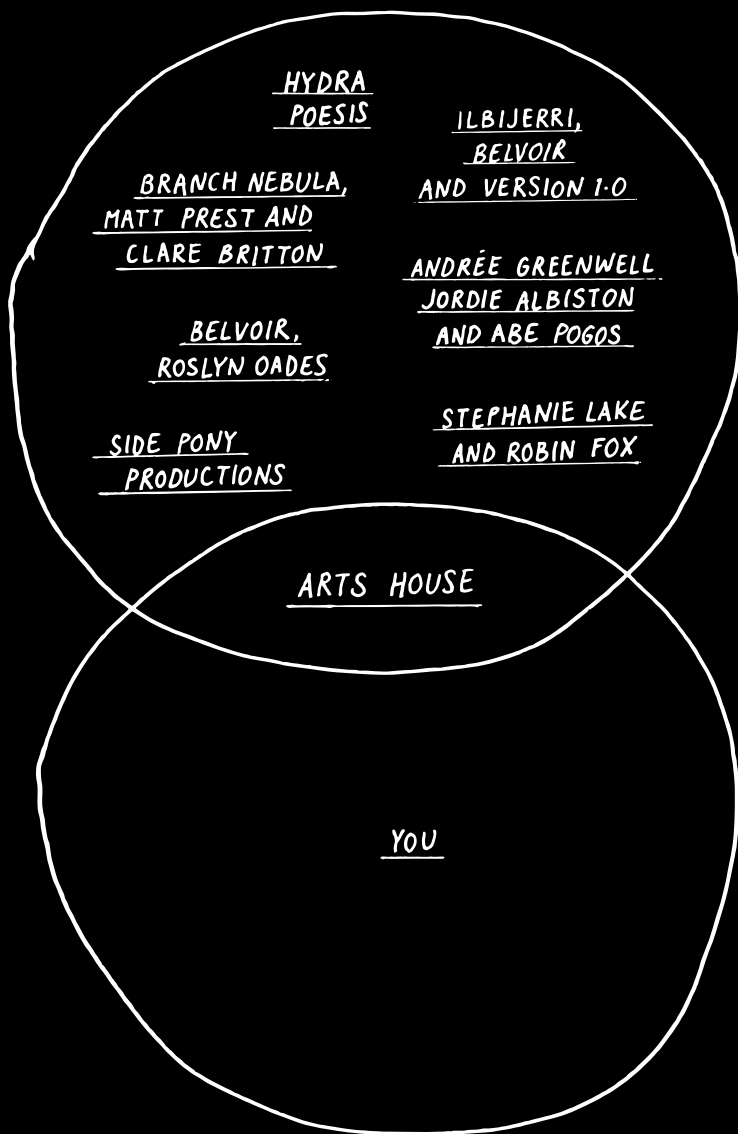 HYDRA
POESIS
ILBIJERRI,
BELVOIR
AND VERSION 1.0
BRANCH NEBULA,
MATT PREST AND
CLARE BRITTON
ANDRÉE GREENWELL
JORDIE ALBISTON
AND ABE POGOS
BELVOIR,
ROSLYN OADES
STEPHANIE LAKE
AND ROBIN FOX
SIDE PONY
PRODUCTIONS
ARTS HOUSE
YOU